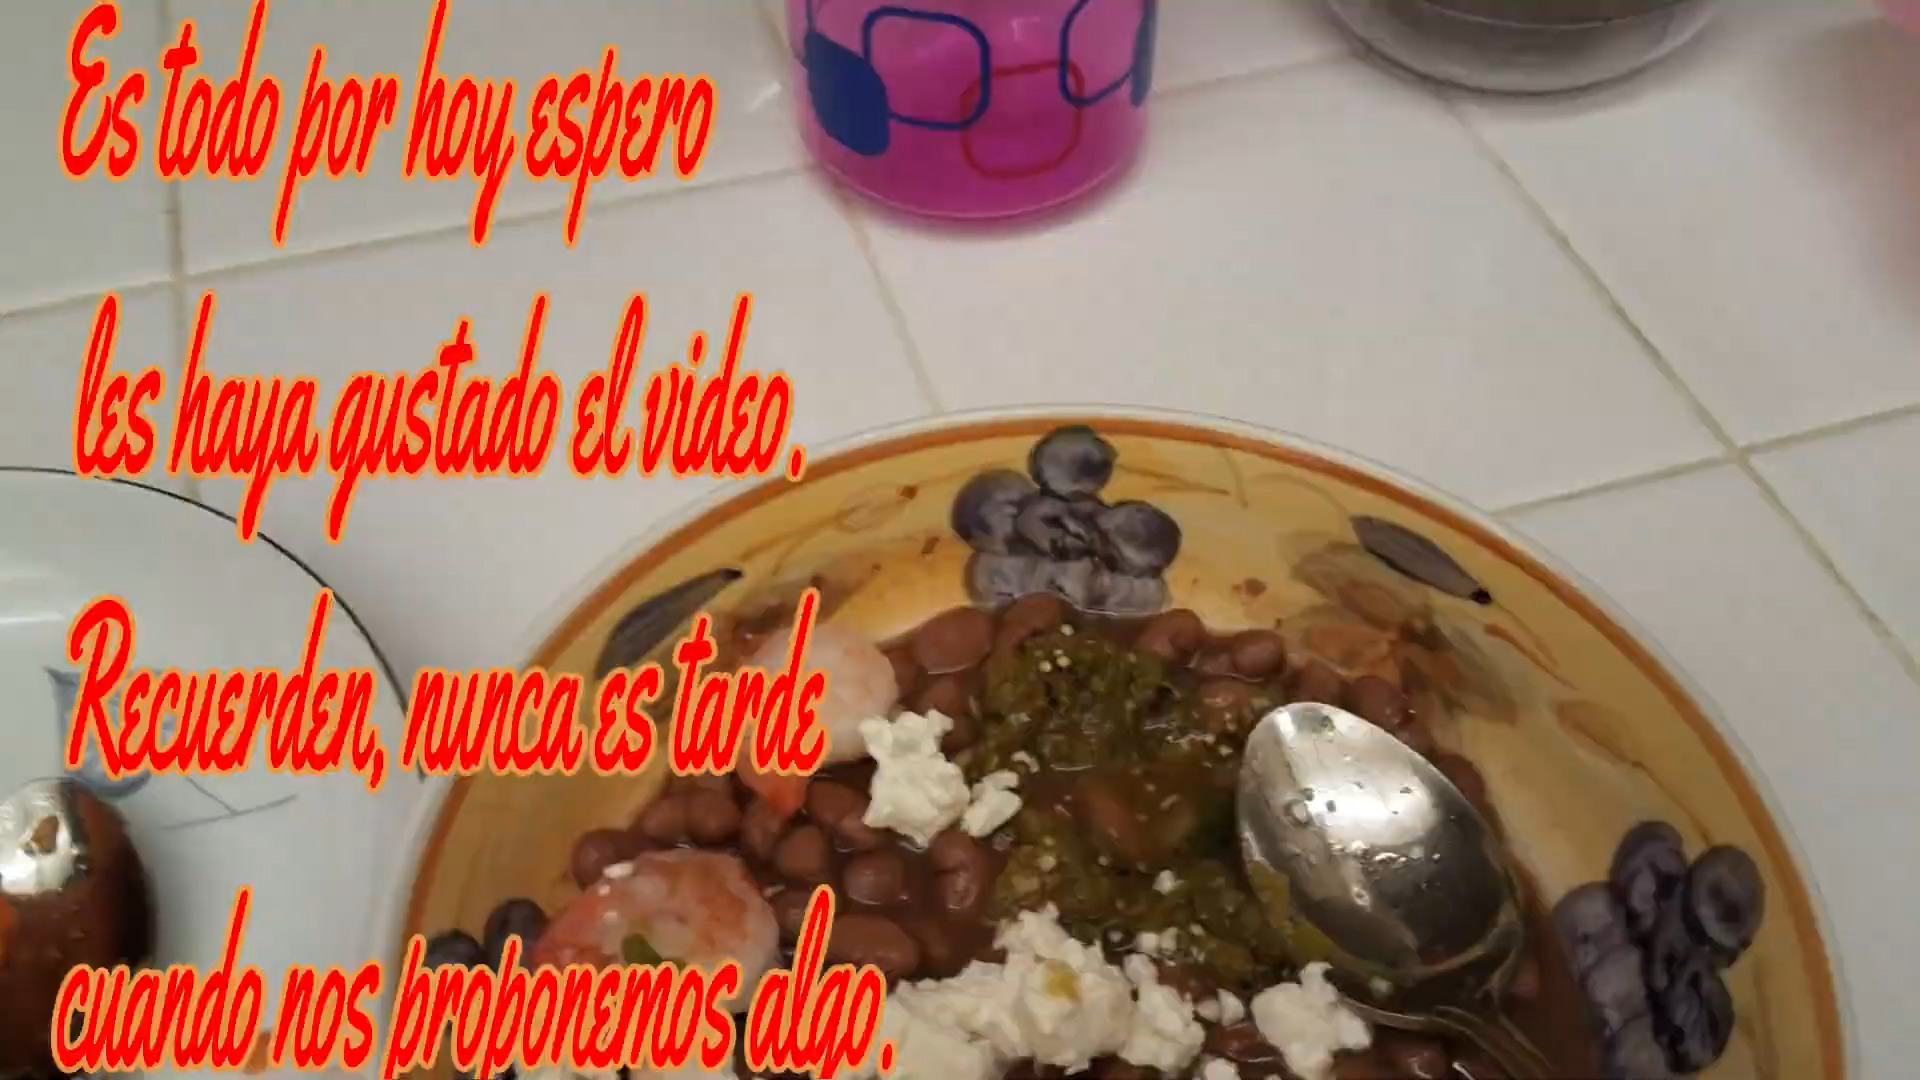 Es todo por hoy espero
les haya gustado el video.
Recuerden, nunca es tarde
cuando nos proponemos algo.